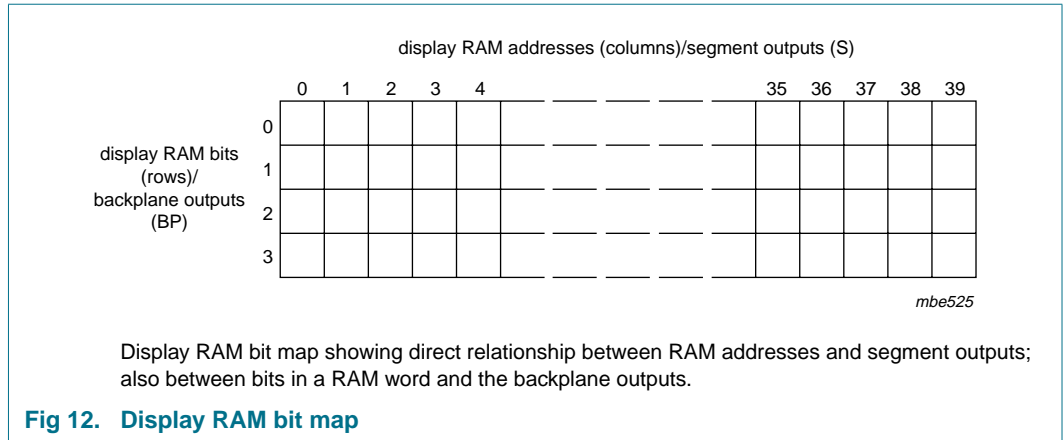 display RAM addresses (columns)/segment outputs (S)
0 1 2 3 4 35 36 37 38 39
0
display RAM bits
1
(rows)/
backplane outputs
2
(BP)
3
mbe525
Display RAM bit map showing direct relationship between RAM addresses and segment outputs;
also between bits in a RAM word and the backplane outputs.
Fig 12. Display RAM bit map